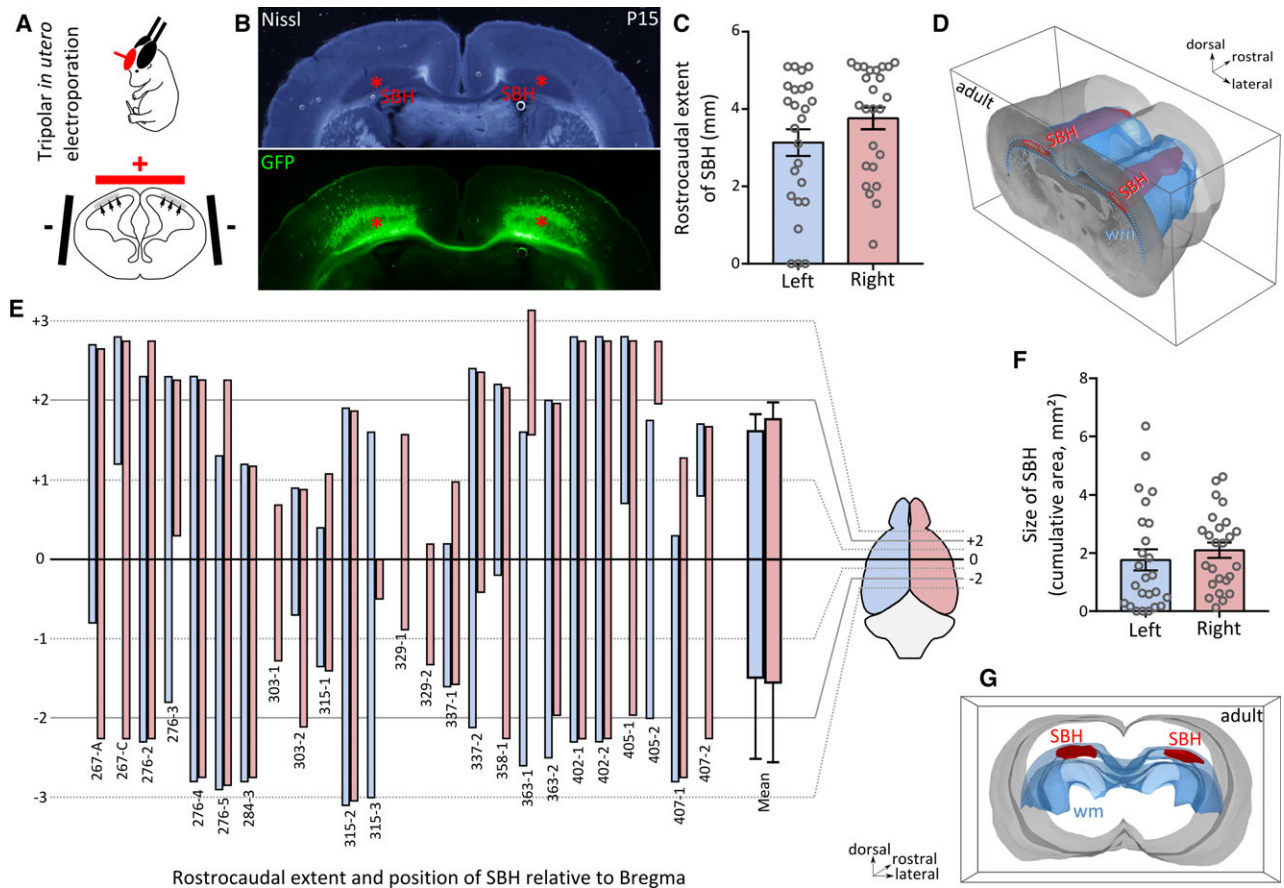 A
Tripolar in utero
electroporation
+
-
-
B
Nissl
P15
*
*
SBH
SBH
GFP
*
*
C
Rostrocaudal extent
of SBH (mm)
6
4
2
0
Left
Right
D
dorsal
rostral
lateral
adult
SBH
SBH
wm
E
+3
+2
+1
0
-1
-2
-3
267-A
267-C
276-2
276-3
276-4
276-5
284-3
303-1
303-2
315-1
315-2
315-3
329-1
329-2
337-1
337-2
358-1
363-1
363-2
402-1
402-2
405-1
405-2
407-1
407-2
Mean
+2
0
-2
Rostrocaudal extent and position of SBH relative to Bregma
F
Size of SBH
(cumulative area, mm²)
8
6
4
2
0
Left
Right
G
adult
SBH
SBH
wm
dorsal
rostral
lateral